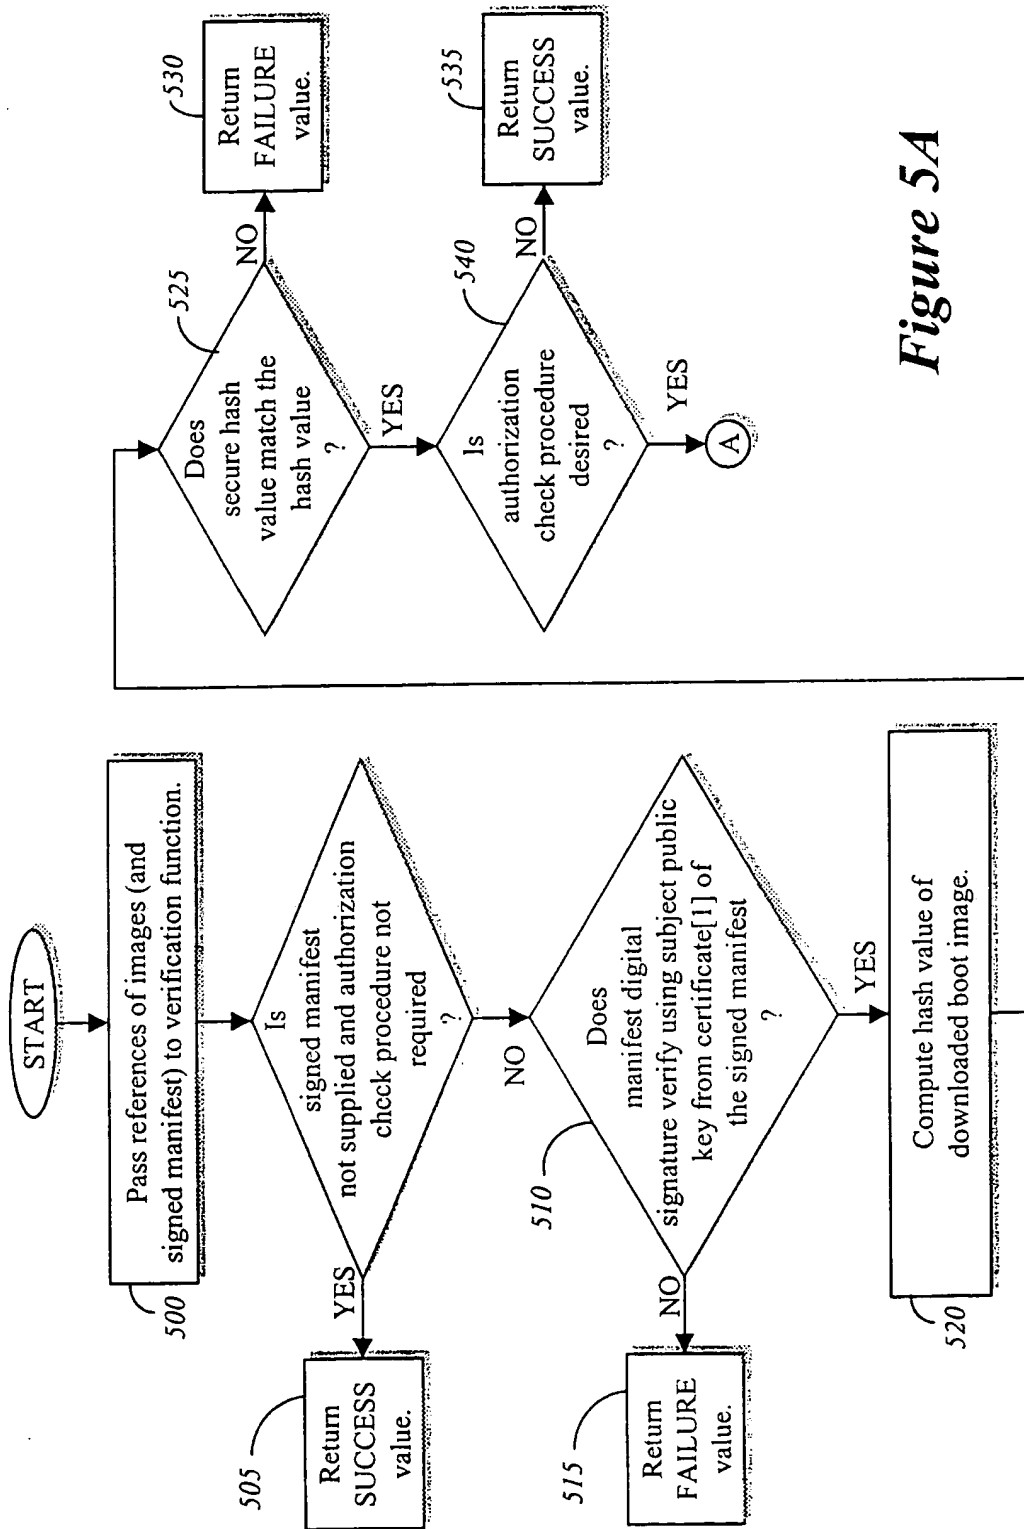 START
Pass references of images (and
signed manifest) to verification function.
500
Is
signed manifest
not supplied and authorization
check procedure not
required
?
YES
505
Return
SUCCESS
value.
NO
Does
manifest digital
signature verify using subject public
key from certificate[1] of
the signed manifest
?
510
NO
515
Return
FAILURE
value.
YES
Compute hash value of
downloaded boot image.
520
Does
secure hash
value match the
hash value
?
525
NO
530
Return
FAILURE
value.
YES
Is
authorization
check procedure
desired
?
540
NO
535
Return
SUCCESS
value.
YES
A
Figure 5A